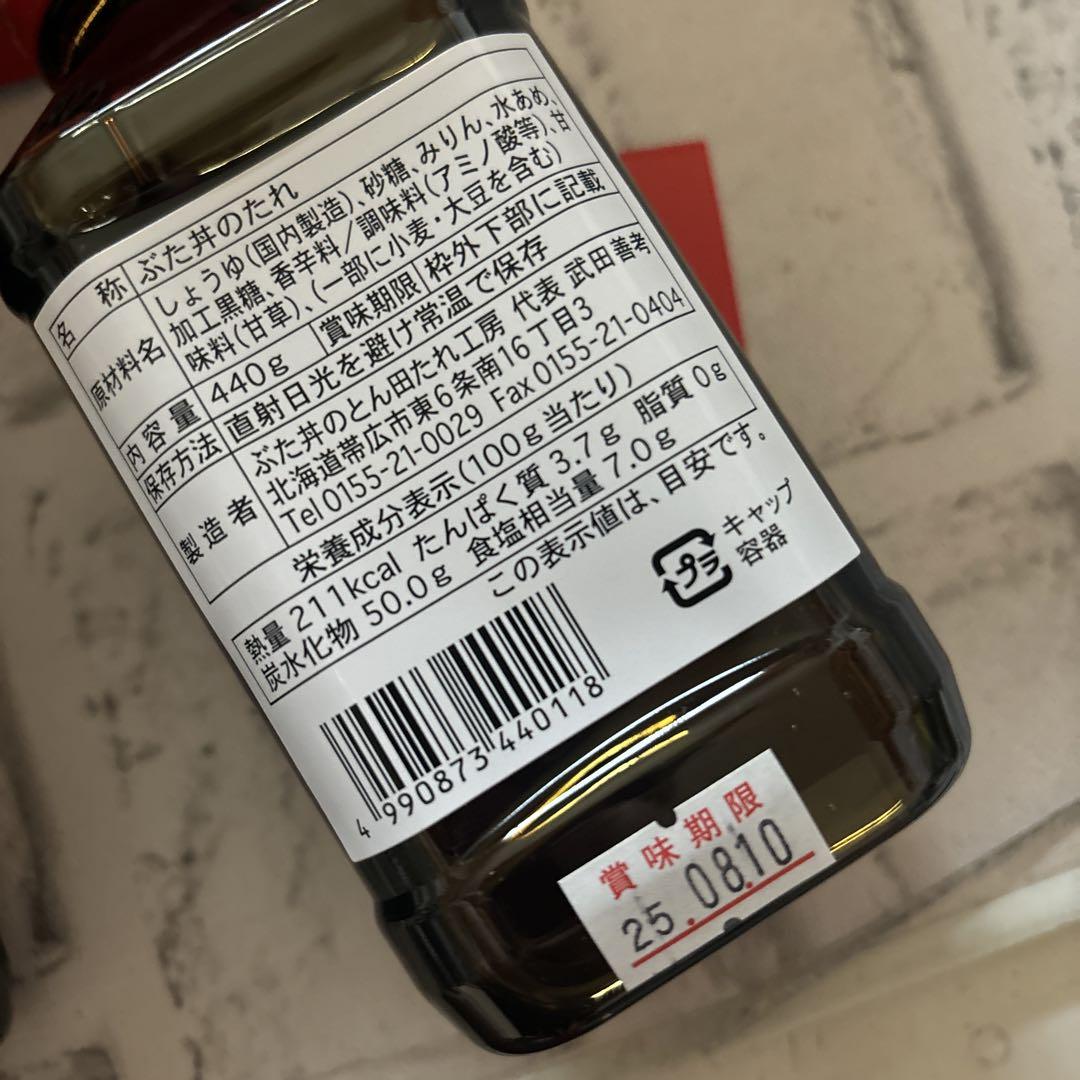 名 称 ぶた丼のたれ
原材料名 しょうゆ(国内製造)、砂糖、みりん、水あめ、
加工黒糖、香辛料/調味料(アミノ酸等)、甘
味料(甘草)、(一部に小麦・大豆を含む)
内容量 440g 賞味期限 枠外下部に記載
保存方法 直射日光を避け常温で保存
製造者 ぶた丼のとん田たれ工房 代表 武田善考
北海道帯広市東6条南16丁目3
Tel 0155-21-0029 Fax 0155-21-0404
栄養成分表示(100g当たり)
熱量 211kcal たんぱく質 3.7g 脂質 0g
炭水化物 50.0g 食塩相当量 7.0g
この表示値は、目安です。
プラ
キャップ
容器
4 990873 440118
賞味期限
25.08.10